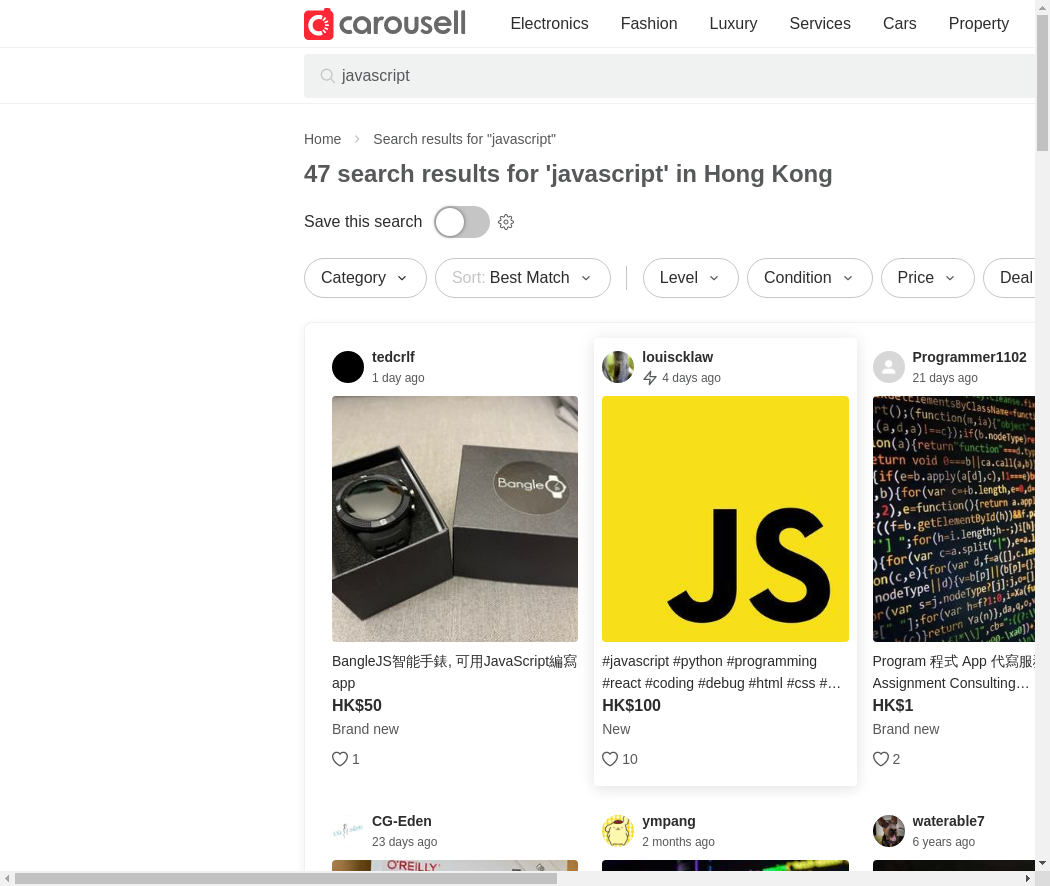 carousell
Electronics Fashion Luxury Services Cars Property
javascript
Home Search results for "javascript"
47 search results for 'javascript' in Hong Kong
Save this search
Category Sort: Best Match Level Condition Price Deal
tedcrlf
1 day ago
Bangle
BangleJS智能手錶, 可用JavaScript編寫
app
HK$50
Brand new
1
louiscklaw
4 days ago
JS
#javascript #python #programming
#react #coding #debug #html #css #…
HK$100
New
10
Programmer1102
21 days ago
Program 程式 App 代寫服
Assignment Consulting…
HK$1
Brand new
2
CG-Eden
23 days ago
O'REILLY
ympang
2 months ago
waterable7
6 years ago